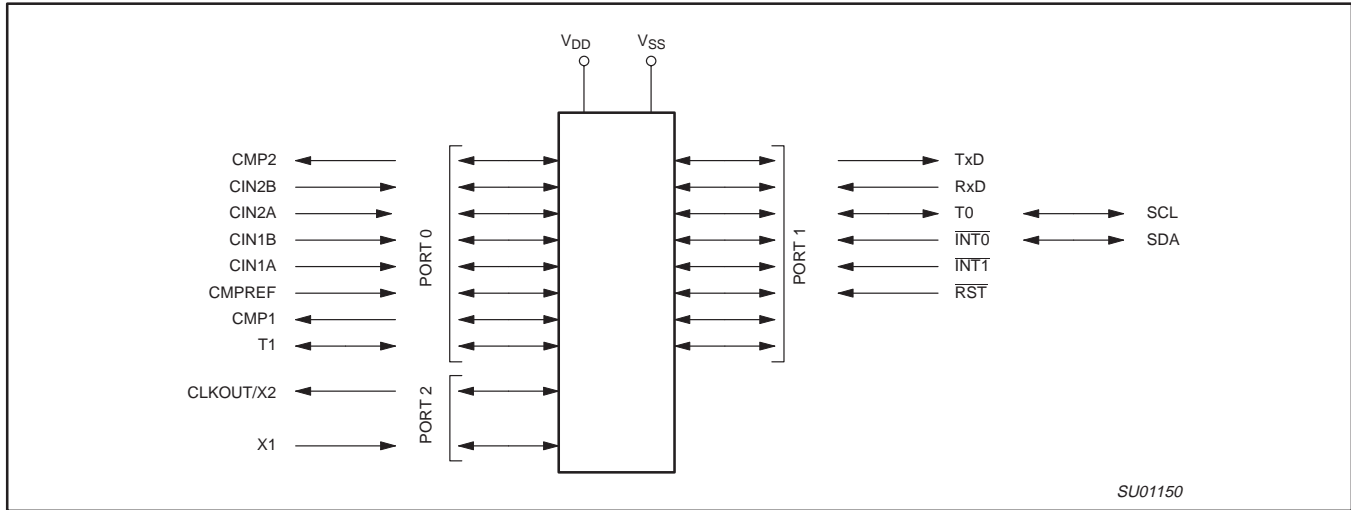 VDD VSS
CMP2
CIN2B
CIN2A
CIN1B
CIN1A
CMPREF
CMP1
T1
PORT 0
CLKOUT/X2
X1
PORT 2
PORT 1
TxD
RxD
T0 SCL
INT0 SDA
INT1
RST
SU01150